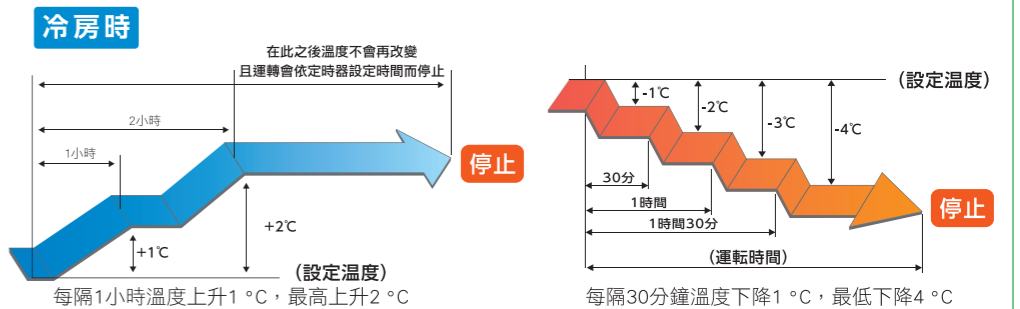 冷房時
在此之後溫度不會再改變
且運轉會依定時器設定時間而停止
2小時
1小時
停止
+2℃
+1℃
(設定温度)
每隔1小時溫度上升1 °C，最高上升2 °C
(設定温度)
-1℃
-2℃
-3℃
-4℃
30分
1時間
1時間30分
停止
(運転時間)
每隔30分鐘溫度下降1 °C，最低下降4 °C